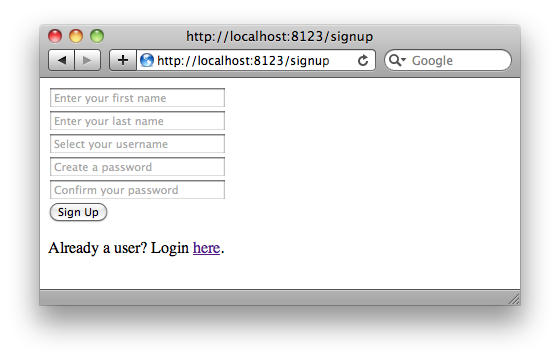 http://localhost:8123/signup
http://localhost:8123/signup
Google
Enter your first name
Enter your last name
Select your username
Create a password
Confirm your password
Sign Up
Already a user? Login here.